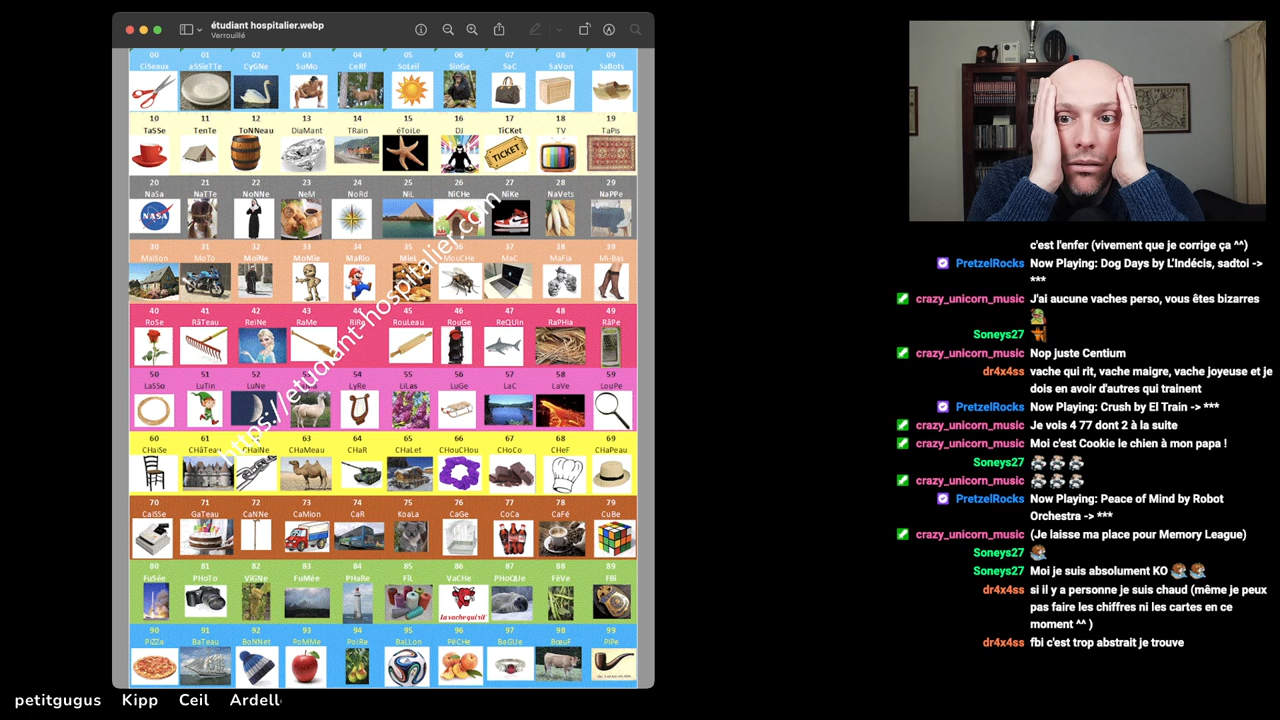 étudiant hospitalier.webp
Verrouillé
00 01 02 03 04 05 06 07 08 09
CiSeaux aSSieTTe CyGNe SuMo CeRf SoLeil SinGe SaC SaVon SaBots
10 11 12 13 14 15 16 17 18 19
TaSSe TenTe ToNNeau DiaMant TRain éToiLe DJ TiCKet TV TaPis
TICKET
20 21 22 23 24 25 26 27 28 29
NaSa NaTTe NoNNe NeM NoRd NiL NiCHe NiKe NaVets NaPPe
NASA
30 31 32 33 34 35 36 37 38 39
MaiSon MoTo MoiNe MoMie MaRio MieL MouCHe MaC MaFia Mi-Bas
40 41 42 43 44 45 46 47 48 49
RoSe RâTeau ReiNe RaMe RiRe RouLeau RouGe ReQUin RaPHia RâPe
50 51 52 53 54 55 56 57 58 59
LaSSo LuTin LuNe LyRe LiLas LuGe LaC LaVe LouPe
60 61 62 63 64 65 66 67 68 69
CHaiSe CHâTeau CHaiNe CHaMeau CHaR CHaLet CHouCHou CHoCo CHeF CHaPeau
70 71 72 73 74 75 76 77 78 79
CaiSSe GaTeau CaNNe CaMion CaR KoaLa CaGe CoCa CaFé CuBe
80 81 82 83 84 85 86 87 88 89
FuSée PHoTo ViGNe FuMée PHaRe FiL VaCHe PHoQUe FèVe FBi
la vache qui rit
90 91 92 93 94 95 96 97 98 99
PiZZa BaTeau BoNNet PoMMe PoiRe BaLLon PêCHe BaGUe BœuF PiPe
https://etudiant-hospitalier.com
c'est l'enfer (vivement que je corrige ça ^^)
PretzelRocks Now Playing: Dog Days by L'Indécis, sadtoi ->
***
crazy_unicorn_music J'ai aucune vaches perso, vous êtes bizarres
Soneys27
crazy_unicorn_music Nop juste Centium
dr4x4ss vache qui rit, vache maigre, vache joyeuse et je
dois en avoir d'autres qui trainent
PretzelRocks Now Playing: Crush by El Train -> ***
crazy_unicorn_music Je vois 4 77 dont 2 à la suite
crazy_unicorn_music Moi c'est Cookie le chien à mon papa !
Soneys27
crazy_unicorn_music
PretzelRocks Now Playing: Peace of Mind by Robot
Orchestra -> ***
crazy_unicorn_music (Je laisse ma place pour Memory League)
Soneys27
Soneys27 Moi je suis absolument KO
dr4x4ss si il y a personne je suis chaud (même je peux
pas faire les chiffres ni les cartes en ce
moment ^^ )
dr4x4ss fbi c'est trop abstrait je trouve
petitgugus Kipp Ceil Ardell